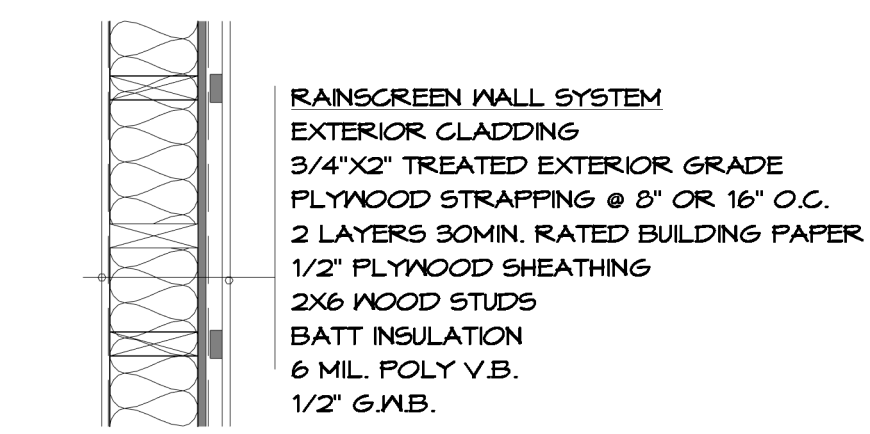 RAINSCREEN WALL SYSTEM
EXTERIOR CLADDING
3/4"X2" TREATED EXTERIOR GRADE
PLYWOOD STRAPPING @ 8" OR 16" O.C.
2 LAYERS 30MIN. RATED BUILDING PAPER
1/2" PLYWOOD SHEATHING
2X6 WOOD STUDS
BATT INSULATION
6 MIL. POLY V.B.
1/2" G.W.B.